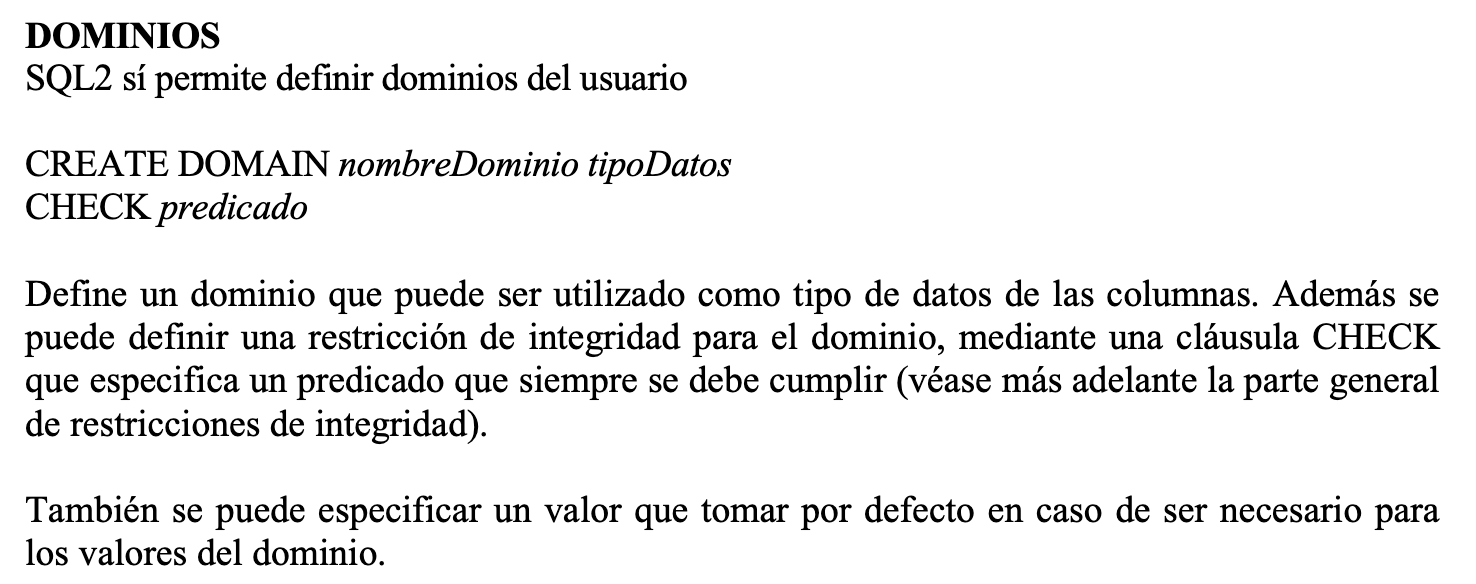 DOMINIOS
SQL2 sí permite definir dominios del usuario
CREATE DOMAIN nombreDominio tipoDatos
CHECK predicado
Define un dominio que puede ser utilizado como tipo de datos de las columnas. Además se
puede definir una restricción de integridad para el dominio, mediante una cláusula CHECK
que especifica un predicado que siempre se debe cumplir (véase más adelante la parte general
de restricciones de integridad).
También se puede especificar un valor que tomar por defecto en caso de ser necesario para
los valores del dominio.